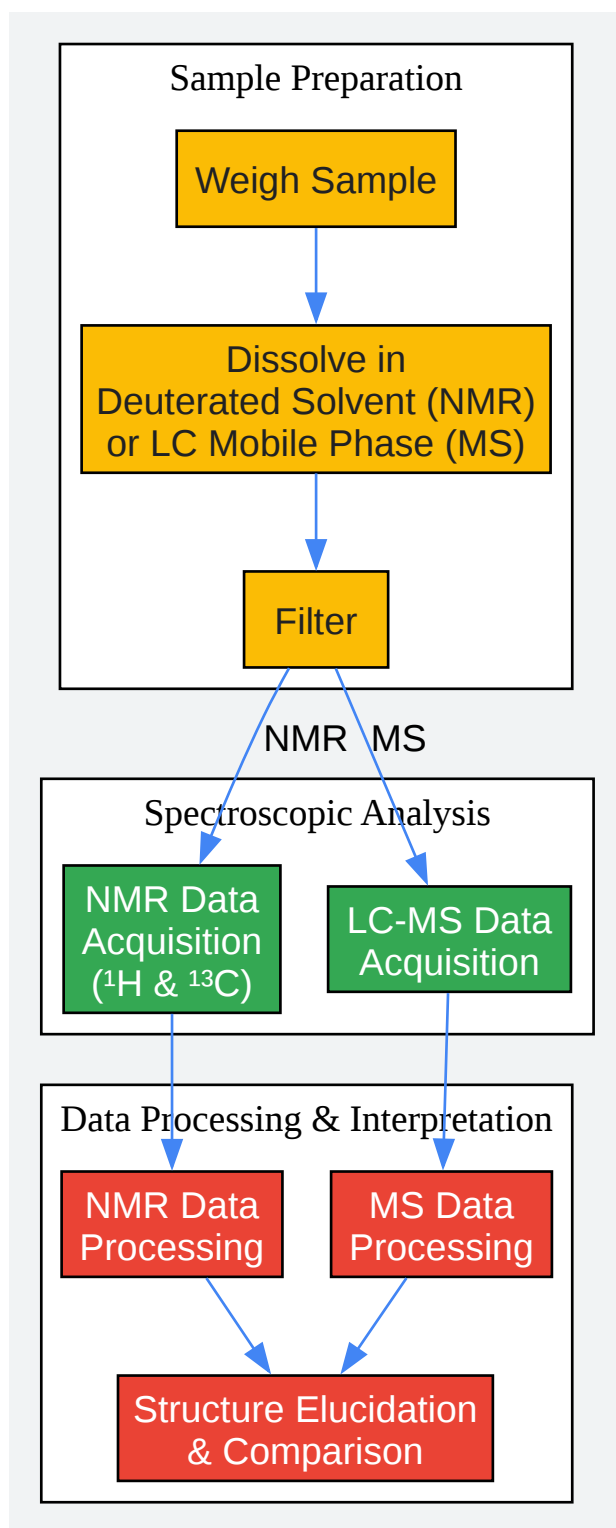 Sample Preparation
Weigh Sample
Dissolve in
Deuterated Solvent (NMR)
or LC Mobile Phase (MS)
Filter
NMR
MS
Spectroscopic Analysis
NMR Data
Acquisition
(¹H & ¹³C)
LC-MS Data
Acquisition
Data Processing & Interpretation
NMR Data
Processing
MS Data
Processing
Structure Elucidation
& Comparison